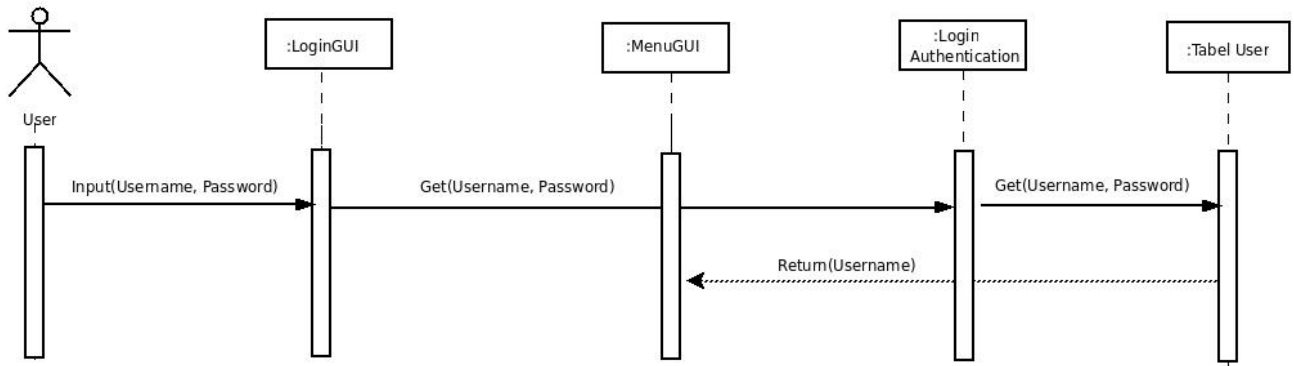 :LoginGUI
:MenuGUI
:Login
Authentication
:Tabel User
User
Input(Username, Password)
Get(Username, Password)
Get(Username, Password)
Return(Username)